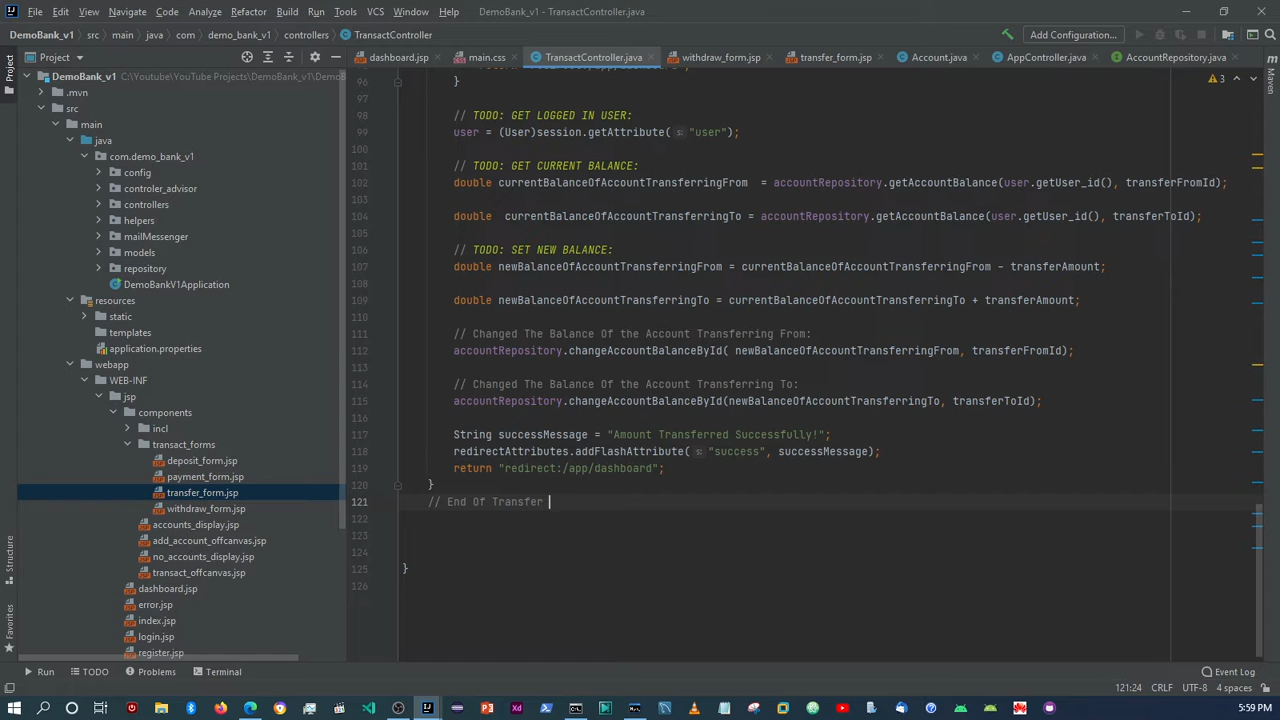 File Edit View Navigate Code Analyze Refactor Build Run Tools VCS Window Help DemoBank_v1 – TransactController.java
DemoBank_v1 src main java com demo_bank_v1 controllers TransactController Add Configuration...
Project dashboard.jsp main.css TransactController.java withdraw_form.jsp transfer_form.jsp Account.java AppController.java AccountRepository.java
DemoBank_v1 C:\Youtube\YouTube Projects\DemoBank_v1\DemoB
.mvn
src
main
java
com.demo_bank_v1
config
controler_advisor
controllers
helpers
mailMessenger
models
repository
DemoBankV1Application
resources
static
templates
application.properties
webapp
WEB-INF
jsp
components
incl
transact_forms
deposit_form.jsp
payment_form.jsp
transfer_form.jsp
withdraw_form.jsp
accounts_display.jsp
add_account_offcanvas.jsp
no_accounts_display.jsp
transact_offcanvas.jsp
dashboard.jsp
error.jsp
index.jsp
login.jsp
register.jsp
Project
Structure
Favorites
Maven
3
96 }
97
98 // TODO: GET LOGGED IN USER:
99 user = (User)session.getAttribute( s: "user");
100
101 // TODO: GET CURRENT BALANCE:
102 double currentBalanceOfAccountTransferringFrom  = accountRepository.getAccountBalance(user.getUser_id(), transferFromId);
103
104 double  currentBalanceOfAccountTransferringTo = accountRepository.getAccountBalance(user.getUser_id(), transferToId);
105
106 // TODO: SET NEW BALANCE:
107 double newBalanceOfAccountTransferringFrom = currentBalanceOfAccountTransferringFrom - transferAmount;
108
109 double newBalanceOfAccountTransferringTo = currentBalanceOfAccountTransferringTo + transferAmount;
110
111 // Changed The Balance Of the Account Transferring From:
112 accountRepository.changeAccountBalanceById( newBalanceOfAccountTransferringFrom, transferFromId);
113
114 // Changed The Balance Of the Account Transferring To:
115 accountRepository.changeAccountBalanceById(newBalanceOfAccountTransferringTo, transferToId);
116
117 String successMessage = "Amount Transferred Successfully!";
118 redirectAttributes.addFlashAttribute( s: "success", successMessage);
119 return "redirect:/app/dashboard";
120 }
121 // End Of Transfer
122
123
124
125 }
126
Run TODO Problems Terminal Event Log
121:24 CRLF UTF-8 4 spaces
5:59 PM